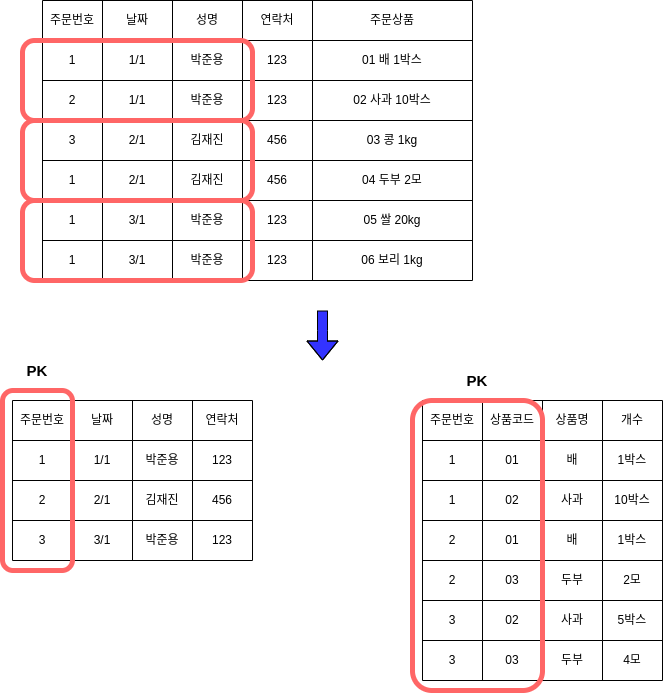 주문번호 날짜 성명 연락처 주문상품
1 1/1 박준용 123 01 배 1박스
2 1/1 박준용 123 02 사과 10박스
3 2/1 김재진 456 03 콩 1kg
1 2/1 김재진 456 04 두부 2모
1 3/1 박준용 123 05 쌀 20kg
1 3/1 박준용 123 06 보리 1kg
PK
주문번호 날짜 성명 연락처
1 1/1 박준용 123
2 2/1 김재진 456
3 3/1 박준용 123
PK
주문번호 상품코드 상품명 개수
1 01 배 1박스
1 02 사과 10박스
2 01 배 1박스
2 03 두부 2모
3 02 사과 5박스
3 03 두부 4모